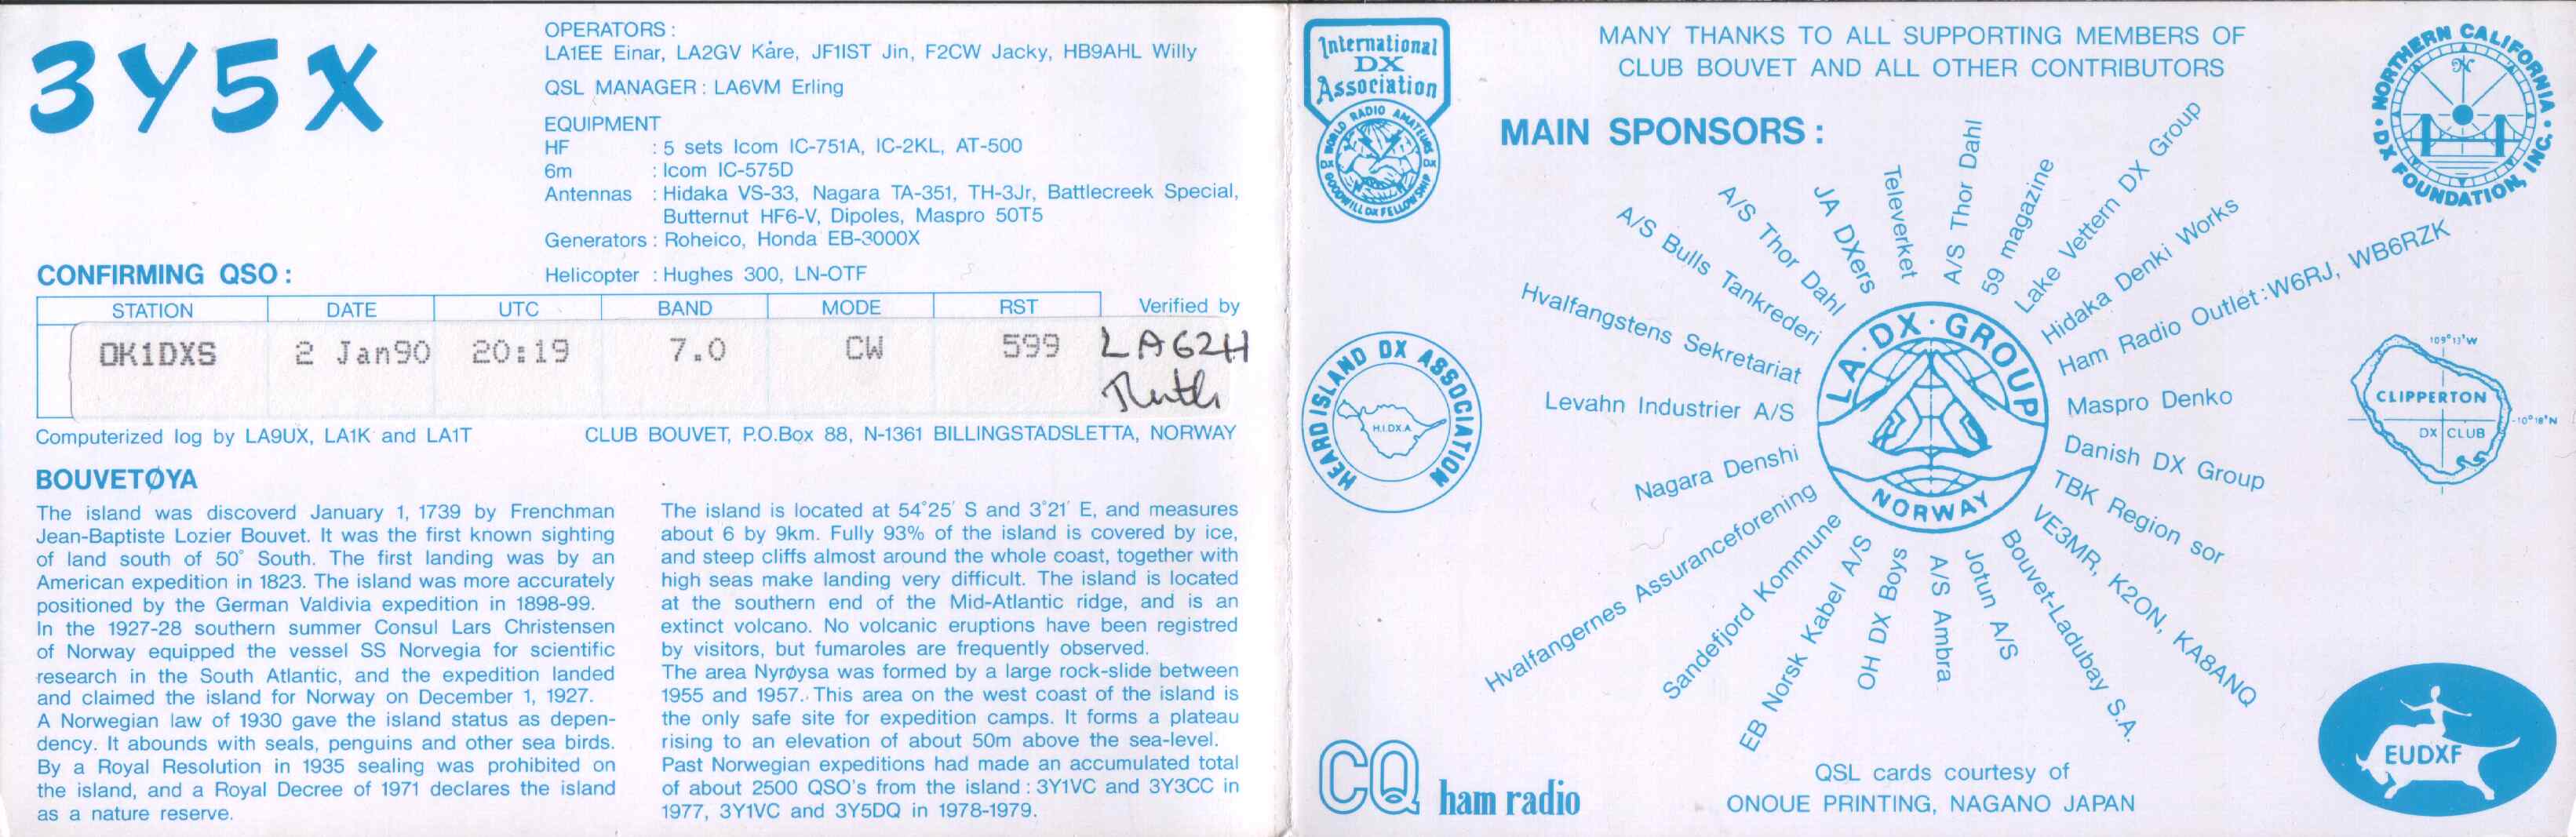 3Y5X
OPERATORS :
LA1EE Einar, LA2GV Kåre, JF1IST Jin, F2CW Jacky, HB9AHL Willy
QSL MANAGER : LA6VM Erling
EQUIPMENT
HF : 5 sets Icom IC-751A, IC-2KL, AT-500
6m : Icom IC-575D
Antennas : Hidaka VS-33, Nagara TA-351, TH-3Jr, Battlecreek Special,
Butternut HF6-V, Dipoles, Maspro 50T5
Generators : Roheico, Honda EB-3000X
Helicopter : Hughes 300, LN-OTF
CONFIRMING QSO :
STATION DATE UTC BAND MODE RST Verified by
OK1DXS 2 Jan90 20:19 7.0 CW 599 LA6ZH
Ruth
Computerized log by LA9UX, LA1K and LA1T
CLUB BOUVET, P.O.Box 88, N-1361 BILLINGSTADSLETTA, NORWAY
BOUVETØYA
The island was discoverd January 1, 1739 by Frenchman
Jean-Baptiste Lozier Bouvet. It was the first known sighting
of land south of 50° South. The first landing was by an
American expedition in 1823. The island was more accurately
positioned by the German Valdivia expedition in 1898-99.
In the 1927-28 southern summer Consul Lars Christensen
of Norway equipped the vessel SS Norvegia for scientific
research in the South Atlantic, and the expedition landed
and claimed the island for Norway on December 1, 1927.
A Norwegian law of 1930 gave the island status as depen-
dency. It abounds with seals, penguins and other sea birds.
By a Royal Resolution in 1935 sealing was prohibited on
the island, and a Royal Decree of 1971 declares the island
as a nature reserve.
The island is located at 54°25' S and 3°21' E, and measures
about 6 by 9km. Fully 93% of the island is covered by ice,
and steep cliffs almost around the whole coast, together with
high seas make landing very difficult. The island is located
at the southern end of the Mid-Atlantic ridge, and is an
extinct volcano. No volcanic eruptions have been registred
by visitors, but fumaroles are frequently observed.
The area Nyrøysa was formed by a large rock-slide between
1955 and 1957. This area on the west coast of the island is
the only safe site for expedition camps. It forms a plateau
rising to an elevation of about 50m above the sea-level.
Past Norwegian expeditions had made an accumulated total
of about 2500 QSO's from the island : 3Y1VC and 3Y3CC in
1977, 3Y1VC and 3Y5DQ in 1978-1979.
International
DX
Association
WORLD RADIO AMATEURS
DX GOODWILL DX FELLOWSHIP DX
MANY THANKS TO ALL SUPPORTING MEMBERS OF
CLUB BOUVET AND ALL OTHER CONTRIBUTORS
MAIN SPONSORS :
NORTHERN CALIFORNIA
DX FOUNDATION, INC.
N
Hvalfangernes Assuranceforening
Nagara Denshi
Levahn Industrier A/S
Hvalfangstens Sekretariat
A/S Bulls Tankrederi
A/S Thor Dahl
JA DXers
Televerket
A/S Thor Dahl
59 magazine
Lake Vettern DX Group
Hidaka Denki Works
Ham Radio Outlet : W6RJ, WB6RZK
Maspro Denko
Danish DX Group
TBK Region sor
VE3MR, K2ON, KA8ANQ
Bouvet-Ladubay S.A.
Jotun A/S
A/S Ambra
OH DX Boys
EB Norsk Kabel A/S
Sandefjord Kommune
LA · DX · GROUP
NORWAY
HEARD ISLAND DX ASSOCIATION
H.I.DX.A.
109°13'W
CLIPPERTON
DX CLUB
10°18'N
EUDXF
CQ ham radio
QSL cards courtesy of
ONOUE PRINTING, NAGANO JAPAN